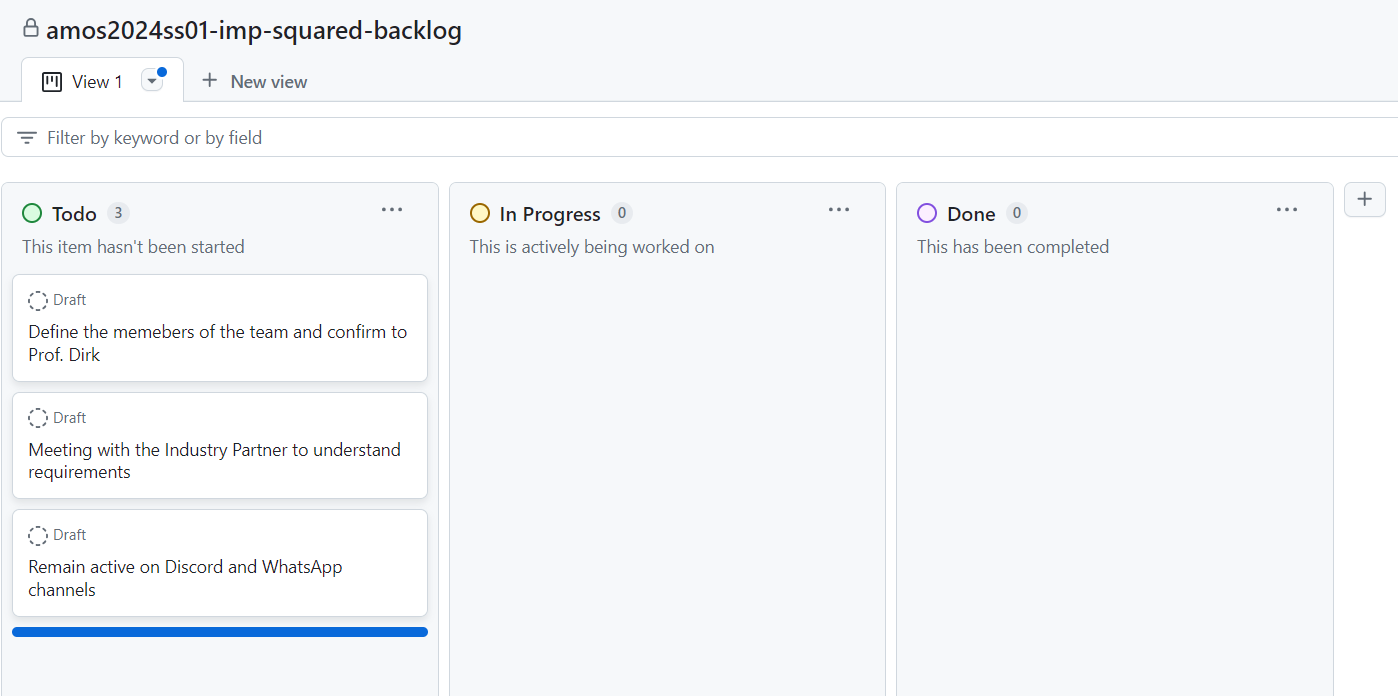 amos2024ss01-imp-squared-backlog
View 1
New view
Filter by keyword or by field
Todo 3
This item hasn't been started
Draft
Define the memebers of the team and confirm to
Prof. Dirk
Draft
Meeting with the Industry Partner to understand
requirements
Draft
Remain active on Discord and WhatsApp
channels
In Progress 0
This is actively being worked on
Done 0
This has been completed